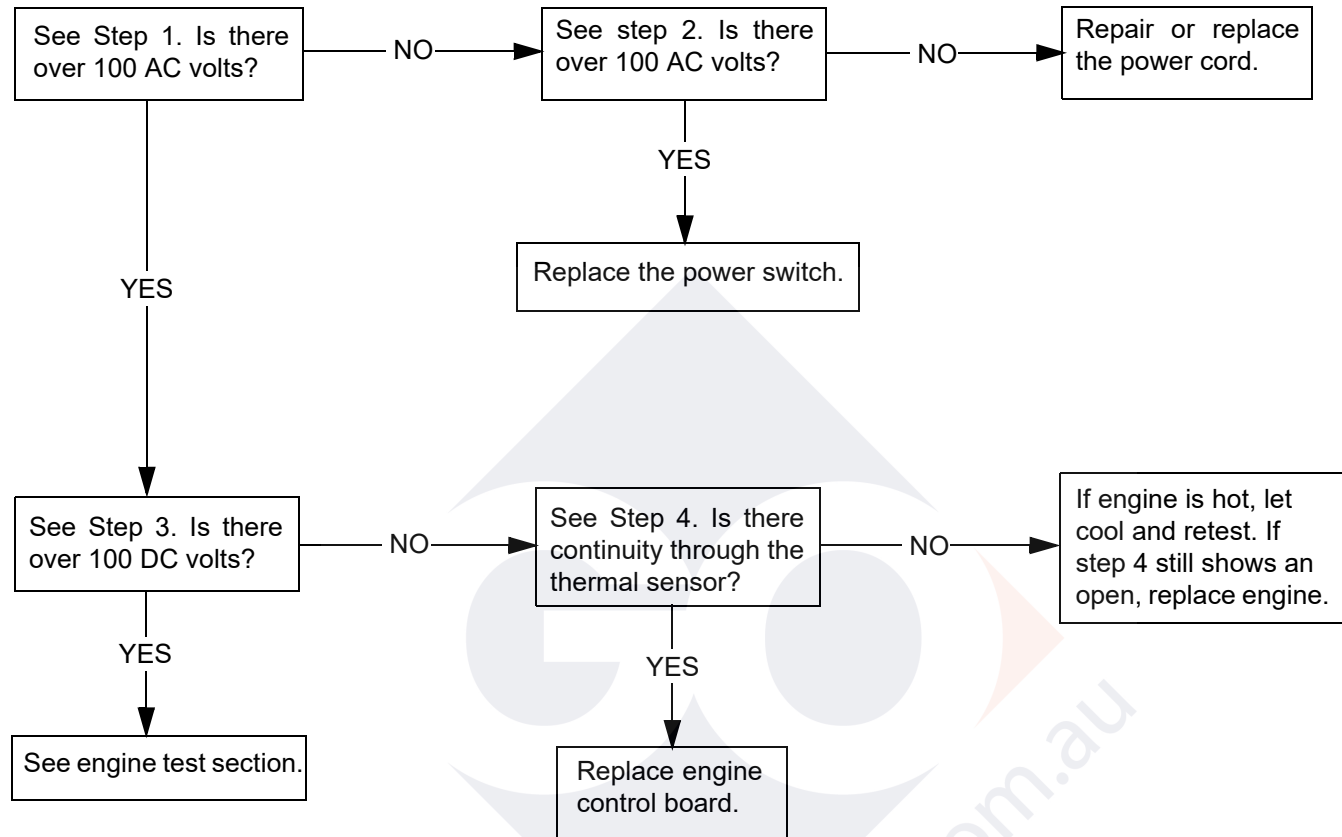 See Step 1. Is there
over 100 AC volts?
NO
See step 2. Is there
over 100 AC volts?
NO
Repair or replace
the power cord.
YES
YES
Replace the power switch.
See Step 3. Is there
over 100 DC volts?
NO
See Step 4. Is there
continuity through the
thermal sensor?
NO
If engine is hot, let
cool and retest. If
step 4 still shows an
open, replace engine.
YES
YES
See engine test section.
Replace engine
control board.
GO
om.au